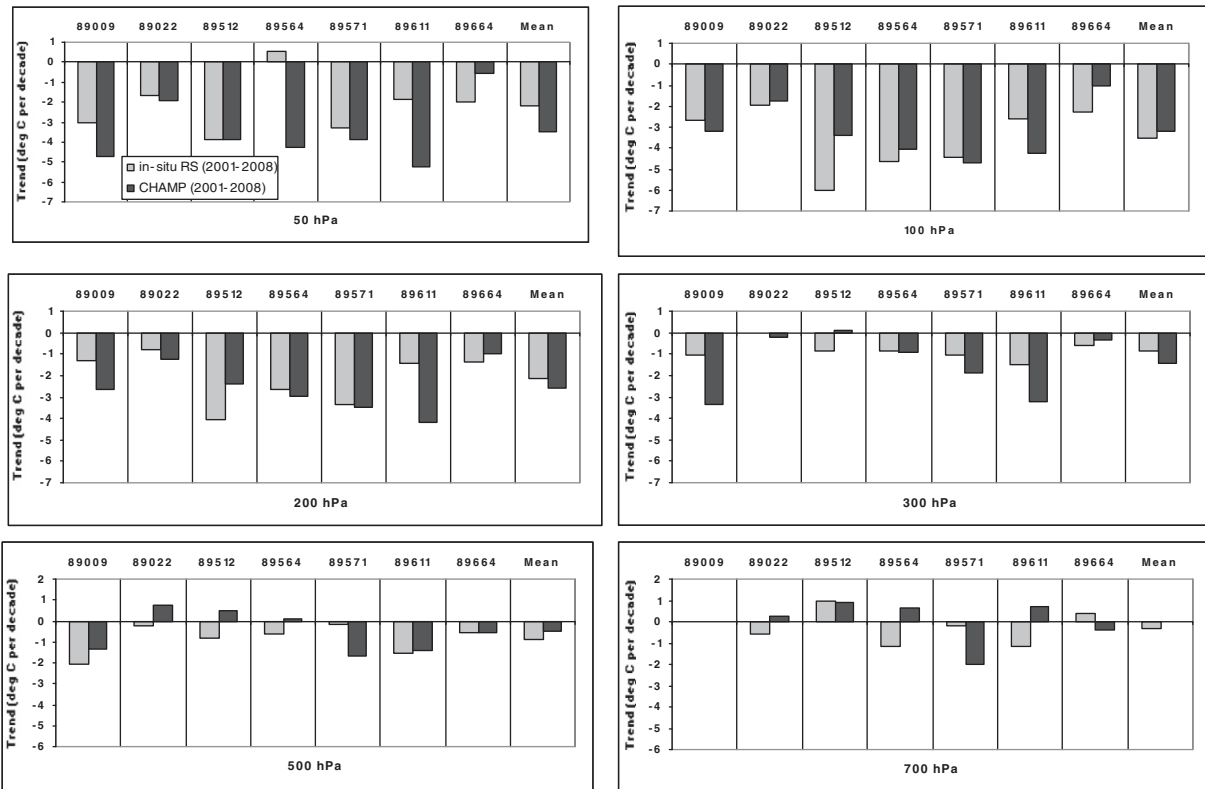 89009 89022 89512 89564 89571 89611 89664 Mean
Trend (deg C per decade)
1
0
-1
-2
-3
-4
-5
-6
-7
in-situ RS (2001-2008)
CHAMP (2001-2008)
50 hPa
89009 89022 89512 89564 89571 89611 89664 Mean
Trend (deg C per decade)
1
0
-1
-2
-3
-4
-5
-6
-7
100 hPa
89009 89022 89512 89564 89571 89611 89664 Mean
Trend (deg C per decade)
1
0
-1
-2
-3
-4
-5
-6
-7
200 hPa
89009 89022 89512 89564 89571 89611 89664 Mean
Trend (deg C per decade)
1
0
-1
-2
-3
-4
-5
-6
-7
300 hPa
89009 89022 89512 89564 89571 89611 89664 Mean
Trend (deg C per decade)
2
1
0
-1
-2
-3
-4
-5
-6
500 hPa
89009 89022 89512 89564 89571 89611 89664 Mean
Trend (deg C per decade)
2
1
0
-1
-2
-3
-4
-5
-6
700 hPa